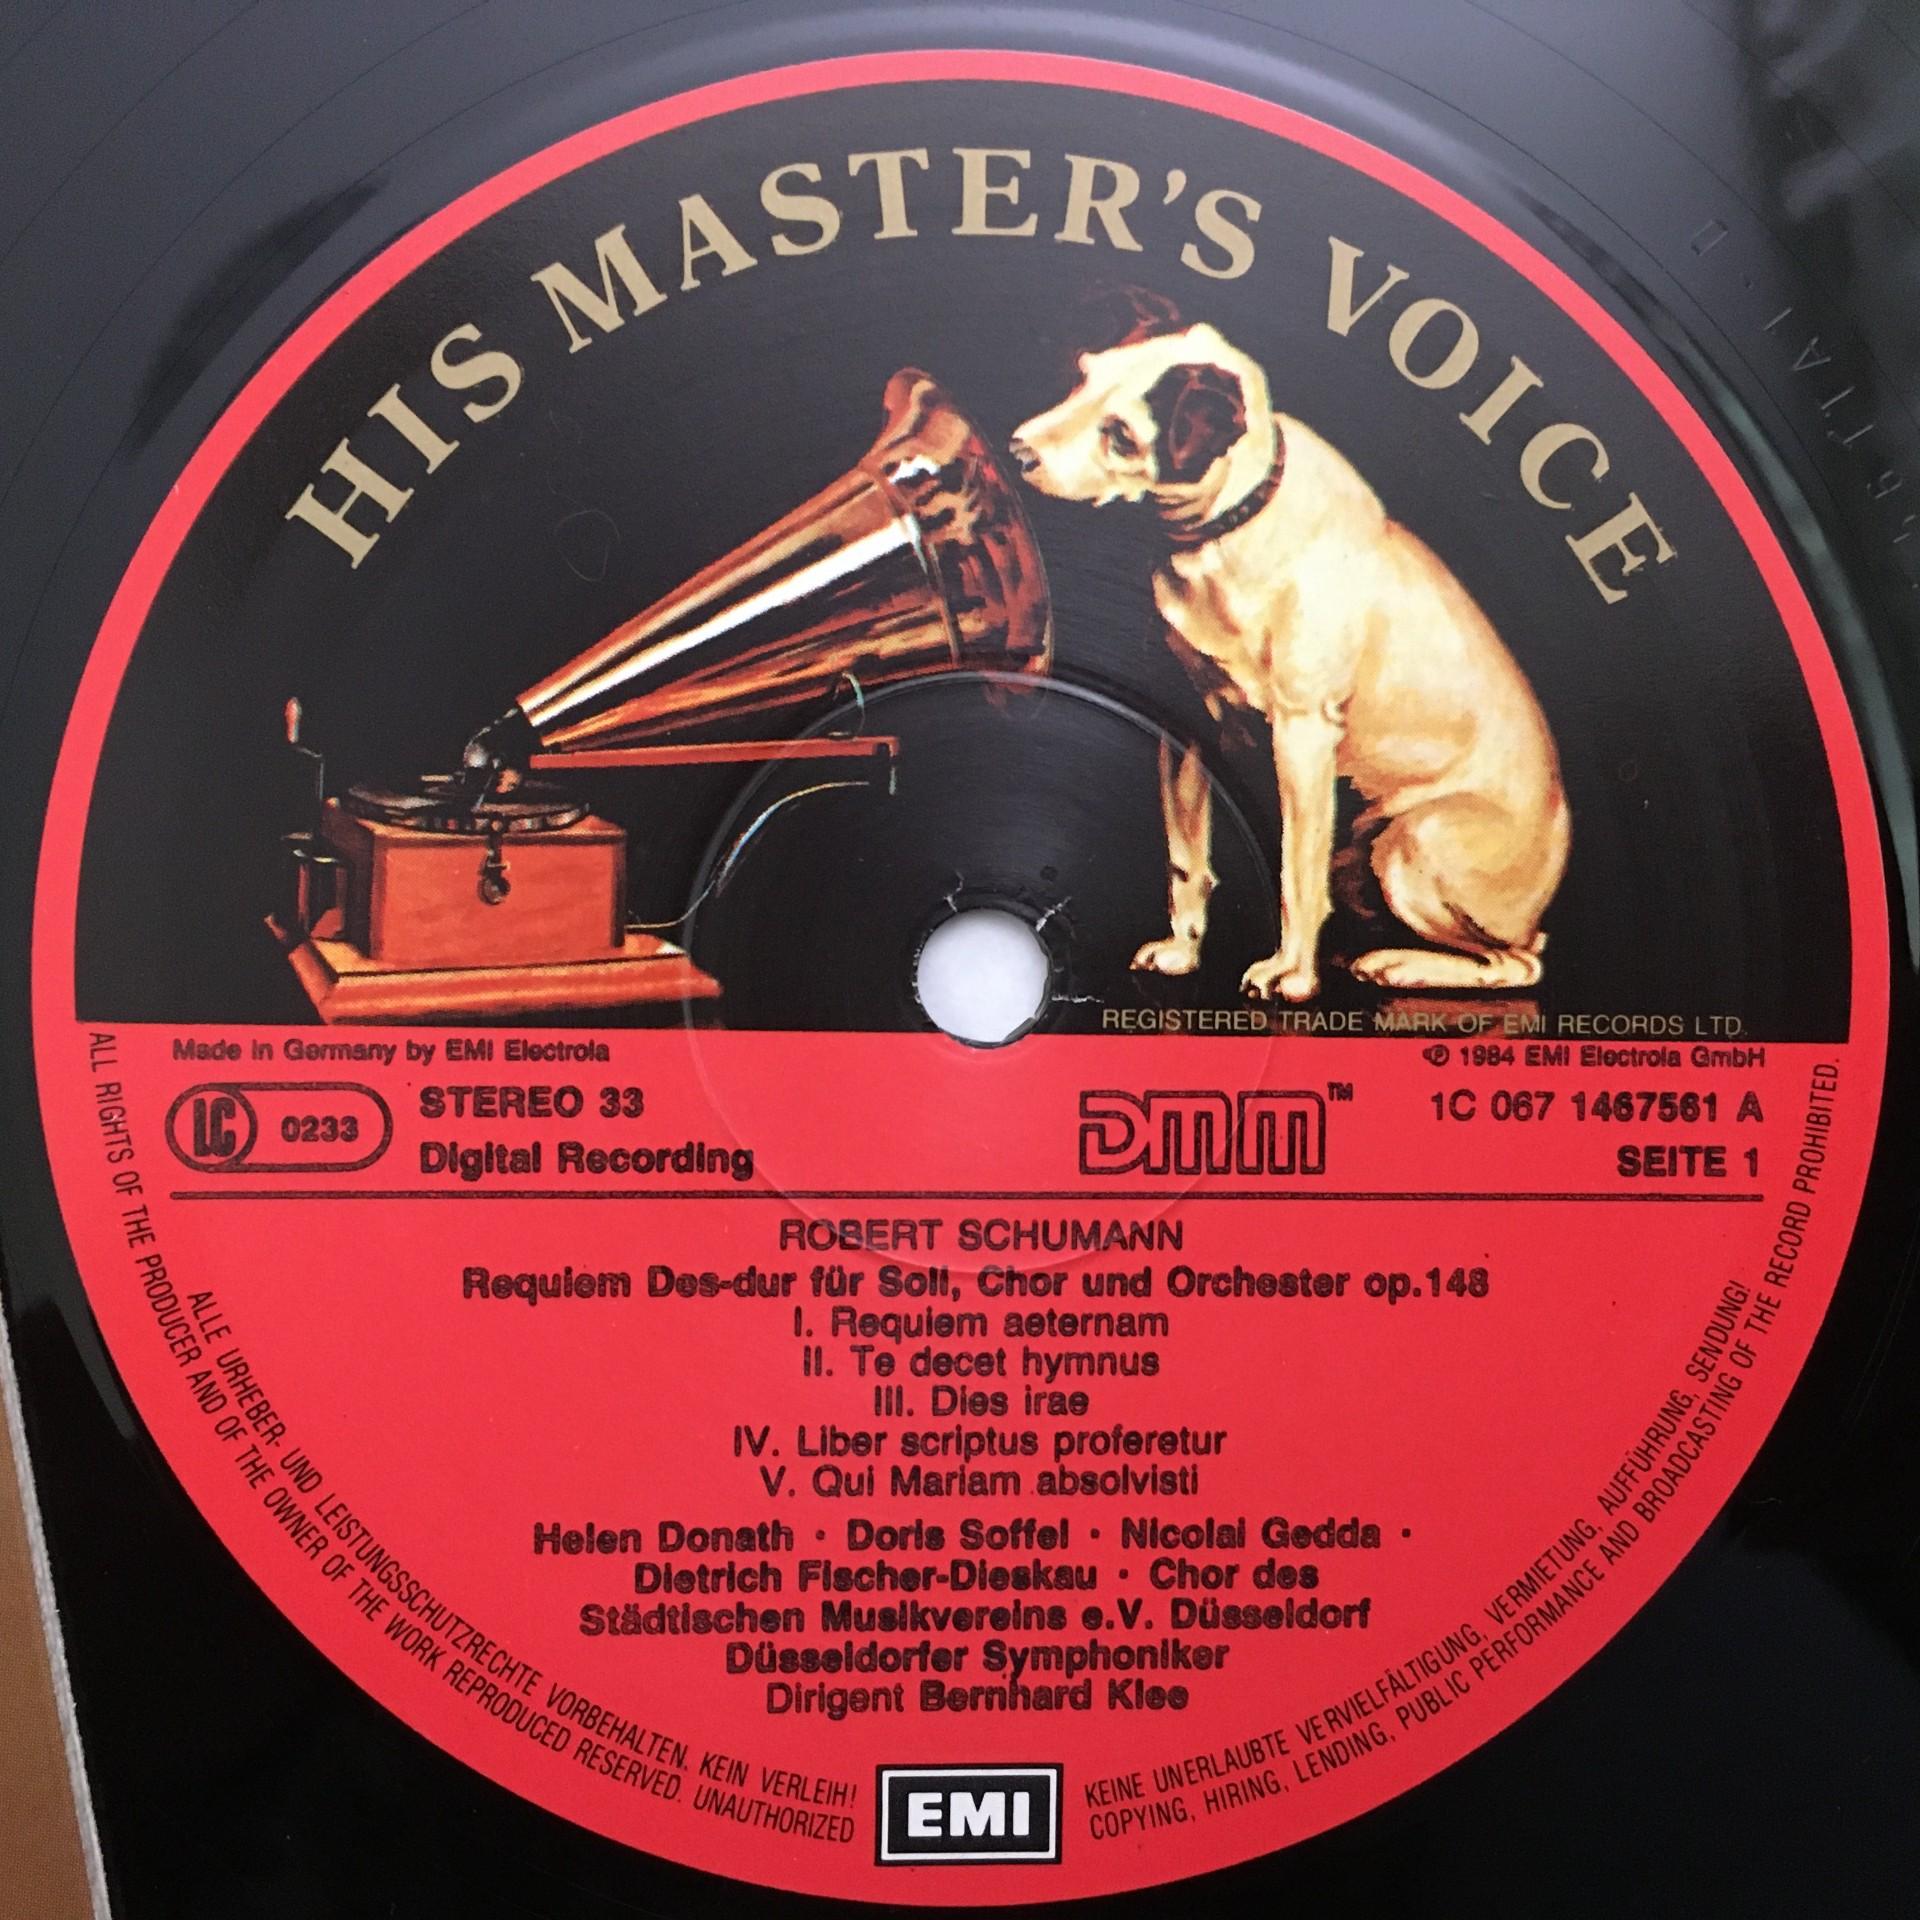 HIS MASTER'S VOICE
REGISTERED TRADE MARK OF EMI RECORDS LTD.
Made in Germany by EMI Electrola
℗ 1984 EMI Electrola GmbH
LC 0233
STEREO 33
Digital Recording
DMM™
1C 067 1467561 A
SEITE 1
ROBERT SCHUMANN
Requiem Des-dur für Soli, Chor und Orchester op.148
I. Requiem aeternam
II. Te decet hymnus
III. Dies irae
IV. Liber scriptus proferetur
V. Qui Mariam absolvisti
Helen Donath · Doris Soffel · Nicolai Gedda ·
Dietrich Fischer-Dieskau · Chor des
Städtischen Musikvereins e.V. Düsseldorf
Düsseldorfer Symphoniker
Dirigent Bernhard Klee
ALLE URHEBER- UND LEISTUNGSSCHUTZRECHTE VORBEHALTEN. KEIN VERLEIH!
KEINE UNERLAUBTE VERVIELFÄLTIGUNG, VERMIETUNG, AUFFÜHRUNG, SENDUNG!
ALL RIGHTS OF THE PRODUCER AND OF THE OWNER OF THE WORK REPRODUCED RESERVED. UNAUTHORIZED
COPYING, HIRING, LENDING, PUBLIC PERFORMANCE AND BROADCASTING OF THE RECORD PROHIBITED.
EMI